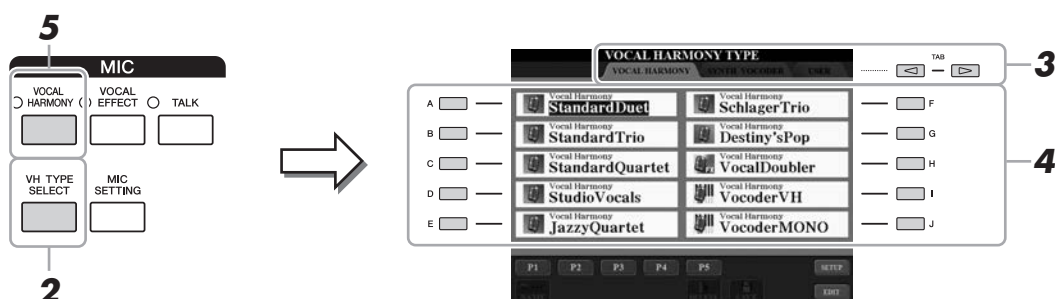 5
MIC
VOCAL HARMONY
VOCAL EFFECT
TALK
VH TYPE SELECT
MIC SETTING
2
VOCAL HARMONY TYPE
VOCAL HARMONY
SYNTH VOCODER
USER
TAB
3
A
Vocal Harmony
StandardDuet
Vocal Harmony
SchlagerTrio
F
B
Vocal Harmony
StandardTrio
Vocal Harmony
Destiny'sPop
G
C
Vocal Harmony
StandardQuartet
Vocal Harmony
VocalDoubler
H
4
D
Vocal Harmony
StudioVocals
Vocal Harmony
VocoderVH
I
E
Vocal Harmony
JazzyQuartet
Vocal Harmony
VocoderMONO
J
P1
P2
P3
P4
P5
SETUP
EDIT